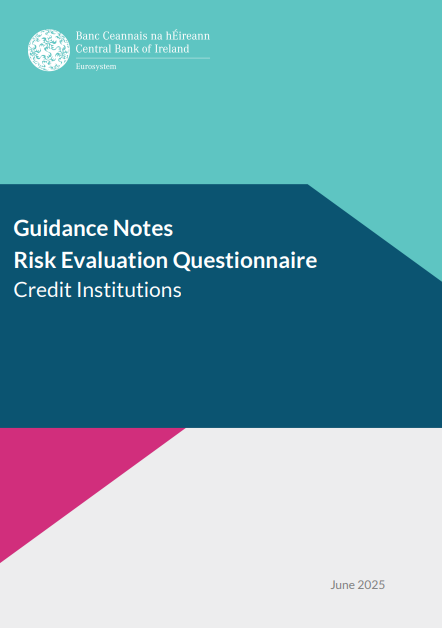 Banc Ceannais na hÉireann
Central Bank of Ireland
Eurosystem
Guidance Notes
Risk Evaluation Questionnaire
Credit Institutions
June 2025